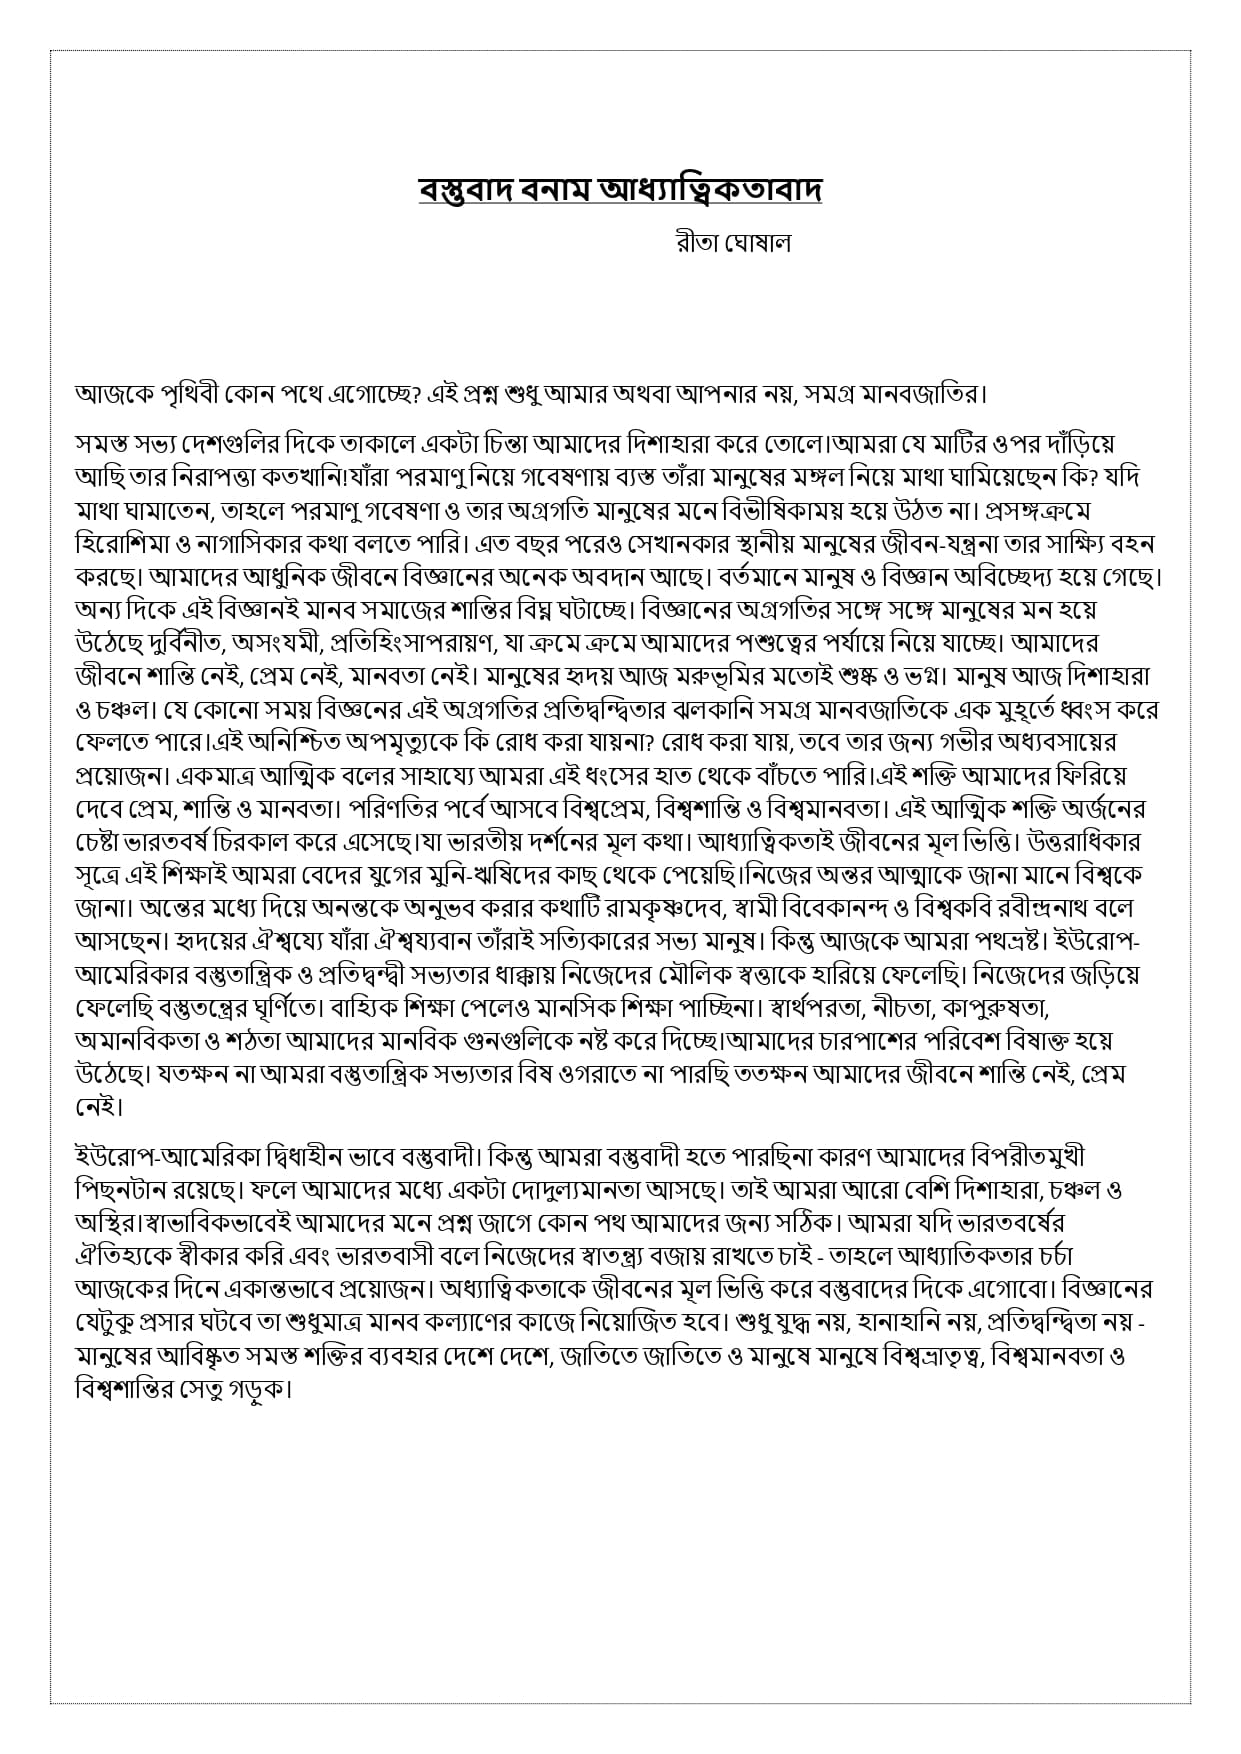 বস্তুবাদ বনাম আধ্যাত্বিকতাবাদ
রীতা ঘোষাল
আজকে পৃথিবী কোন পথে এগোচ্ছে? এই প্রশ্ন শুধু আমার অথবা আপনার নয়, সমগ্র মানবজাতির।
সমস্ত সভ্য দেশগুলির দিকে তাকালে একটা চিন্তা আমাদের দিশাহারা করে তোলে।আমরা যে মাটির ওপর দাঁড়িয়ে
আছি তার নিরাপত্তা কতখানি!যাঁরা পরমাণু নিয়ে গবেষণায় ব্যস্ত তাঁরা মানুষের মঙ্গল নিয়ে মাথা ঘামিয়েছেন কি? যদি
মাথা ঘামাতেন, তাহলে পরমাণু গবেষণা ও তার অগ্রগতি মানুষের মনে বিভীষিকাময় হয়ে উঠত না। প্রসঙ্গক্রমে
হিরোশিমা ও নাগাসিকার কথা বলতে পারি। এত বছর পরেও সেখানকার স্থানীয় মানুষের জীবন-যন্ত্রনা তার সাক্ষ্যি বহন
করছে। আমাদের আধুনিক জীবনে বিজ্ঞানের অনেক অবদান আছে। বর্তমানে মানুষ ও বিজ্ঞান অবিচ্ছেদ্য হয়ে গেছে।
অন্য দিকে এই বিজ্ঞানই মানব সমাজের শান্তির বিঘ্ন ঘটাচ্ছে। বিজ্ঞানের অগ্রগতির সঙ্গে সঙ্গে মানুষের মন হয়ে
উঠেছে দুর্বিনীত, অসংযমী, প্রতিহিংসাপরায়ণ, যা ক্রমে ক্রমে আমাদের পশুত্বের পর্যায়ে নিয়ে যাচ্ছে। আমাদের
জীবনে শান্তি নেই, প্রেম নেই, মানবতা নেই। মানুষের হৃদয় আজ মরুভূমির মতোই শুষ্ক ও ভগ্ন। মানুষ আজ দিশাহারা
ও চঞ্চল। যে কোনো সময় বিজ্ঞনের এই অগ্রগতির প্রতিদ্বন্দ্বিতার ঝলকানি সমগ্র মানবজাতিকে এক মুহূর্তে ধ্বংস করে
ফেলতে পারে।এই অনিশ্চিত অপমৃত্যুকে কি রোধ করা যায়না? রোধ করা যায়, তবে তার জন্য গভীর অধ্যবসায়ের
প্রয়োজন। একমাত্র আত্মিক বলের সাহায্যে আমরা এই ধংসের হাত থেকে বাঁচতে পারি।এই শক্তি আমাদের ফিরিয়ে
দেবে প্রেম, শান্তি ও মানবতা। পরিণতির পর্বে আসবে বিশ্বপ্রেম, বিশ্বশান্তি ও বিশ্বমানবতা। এই আত্মিক শক্তি অর্জনের
চেষ্টা ভারতবর্ষ চিরকাল করে এসেছে।যা ভারতীয় দর্শনের মূল কথা। আধ্যাত্বিকতাই জীবনের মূল ভিত্তি। উত্তরাধিকার
সূত্রে এই শিক্ষাই আমরা বেদের যুগের মুনি-ঋষিদের কাছ থেকে পেয়েছি।নিজের অন্তর আত্মাকে জানা মানে বিশ্বকে
জানা। অন্তের মধ্যে দিয়ে অনন্তকে অনুভব করার কথাটি রামকৃষ্ণদেব, স্বামী বিবেকানন্দ ও বিশ্বকবি রবীন্দ্রনাথ বলে
আসছেন। হৃদয়ের ঐশ্বয্যে যাঁরা ঐশ্বয্যবান তাঁরাই সত্যিকারের সভ্য মানুষ। কিন্তু আজকে আমরা পথভ্রষ্ট। ইউরোপ-
আমেরিকার বস্তুতান্ত্রিক ও প্রতিদ্বন্দ্বী সভ্যতার ধাক্কায় নিজেদের মৌলিক স্বত্তাকে হারিয়ে ফেলেছি। নিজেদের জড়িয়ে
ফেলেছি বস্তুতন্ত্রের ঘূর্ণিতে। বাহ্যিক শিক্ষা পেলেও মানসিক শিক্ষা পাচ্ছিনা। স্বার্থপরতা, নীচতা, কাপুরুষতা,
অমানবিকতা ও শঠতা আমাদের মানবিক গুনগুলিকে নষ্ট করে দিচ্ছে।আমাদের চারপাশের পরিবেশ বিষাক্ত হয়ে
উঠেছে। যতক্ষন না আমরা বস্তুতান্ত্রিক সভ্যতার বিষ ওগরাতে না পারছি ততক্ষন আমাদের জীবনে শান্তি নেই, প্রেম
নেই।
ইউরোপ-আমেরিকা দ্বিধাহীন ভাবে বস্তুবাদী। কিন্তু আমরা বস্তুবাদী হতে পারছিনা কারণ আমাদের বিপরীতমুখী
পিছনটান রয়েছে। ফলে আমাদের মধ্যে একটা দোদুল্যমানতা আসছে। তাই আমরা আরো বেশি দিশাহারা, চঞ্চল ও
অস্থির।স্বাভাবিকভাবেই আমাদের মনে প্রশ্ন জাগে কোন পথ আমাদের জন্য সঠিক। আমরা যদি ভারতবর্ষের
ঐতিহ্যকে স্বীকার করি এবং ভারতবাসী বলে নিজেদের স্বাতন্ত্র্য বজায় রাখতে চাই - তাহলে আধ্যাতিকতার চর্চা
আজকের দিনে একান্তভাবে প্রয়োজন। অধ্যাত্বিকতাকে জীবনের মূল ভিত্তি করে বস্তুবাদের দিকে এগোবো। বিজ্ঞানের
যেটুকু প্রসার ঘটবে তা শুধুমাত্র মানব কল্যাণের কাজে নিয়োজিত হবে। শুধু যুদ্ধ নয়, হানাহানি নয়, প্রতিদ্বন্দ্বিতা নয় -
মানুষের আবিষ্কৃত সমস্ত শক্তির ব্যবহার দেশে দেশে, জাতিতে জাতিতে ও মানুষে মানুষে বিশ্বভ্রাতৃত্ব, বিশ্বমানবতা ও
বিশ্বশান্তির সেতু গড়ুক।